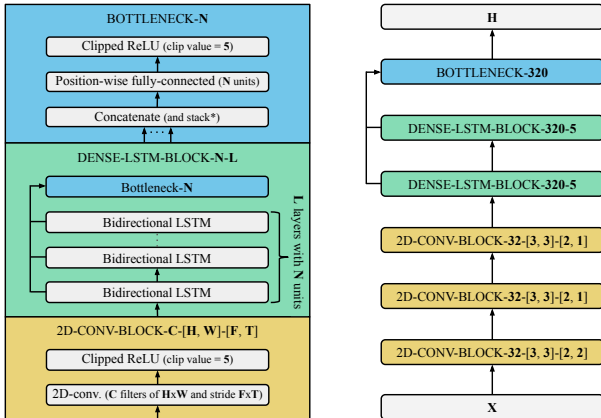 BOTTLENECK-N
Clipped ReLU (clip value = 5)
Position-wise fully-connected (N units)
Concatenate (and stack*)
DENSE-LSTM-BLOCK-N-L
Bottleneck-N
Bidirectional LSTM
Bidirectional LSTM
Bidirectional LSTM
L layers with N units
2D-CONV-BLOCK-C-[H, W]-[F, T]
Clipped ReLU (clip value = 5)
2D-conv. (C filters of HxW and stride FxT)
H
BOTTLENECK-320
DENSE-LSTM-BLOCK-320-5
DENSE-LSTM-BLOCK-320-5
2D-CONV-BLOCK-32-[3, 3]-[2, 1]
2D-CONV-BLOCK-32-[3, 3]-[2, 1]
2D-CONV-BLOCK-32-[3, 3]-[2, 2]
X